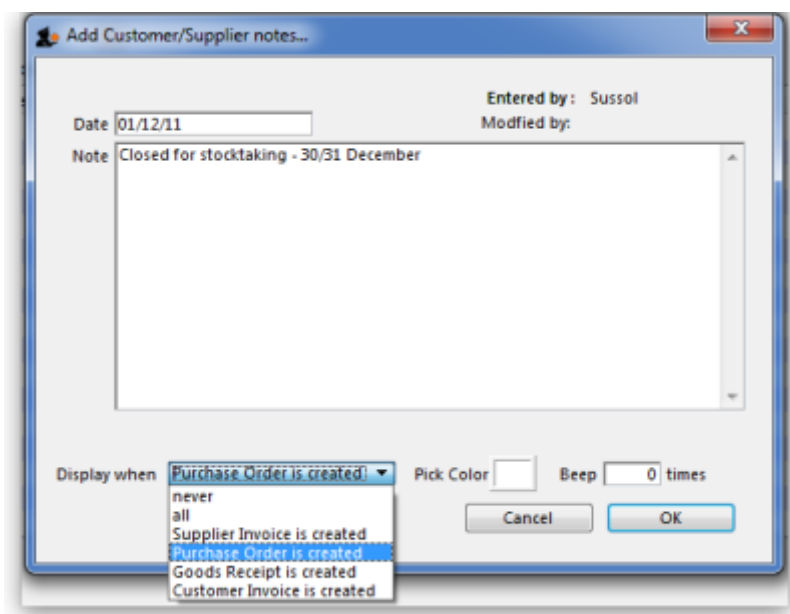 Add Customer/Supplier notes...
Entered by: Sussol
Date 01/12/11 Modfied by:
Note Closed for stocktaking - 30/31 December
Display when Purchase Order is created Pick Color Beep 0 times
never
all
Supplier Invoice is created
Purchase Order is created
Goods Receipt is created
Customer Invoice is created
Cancel OK